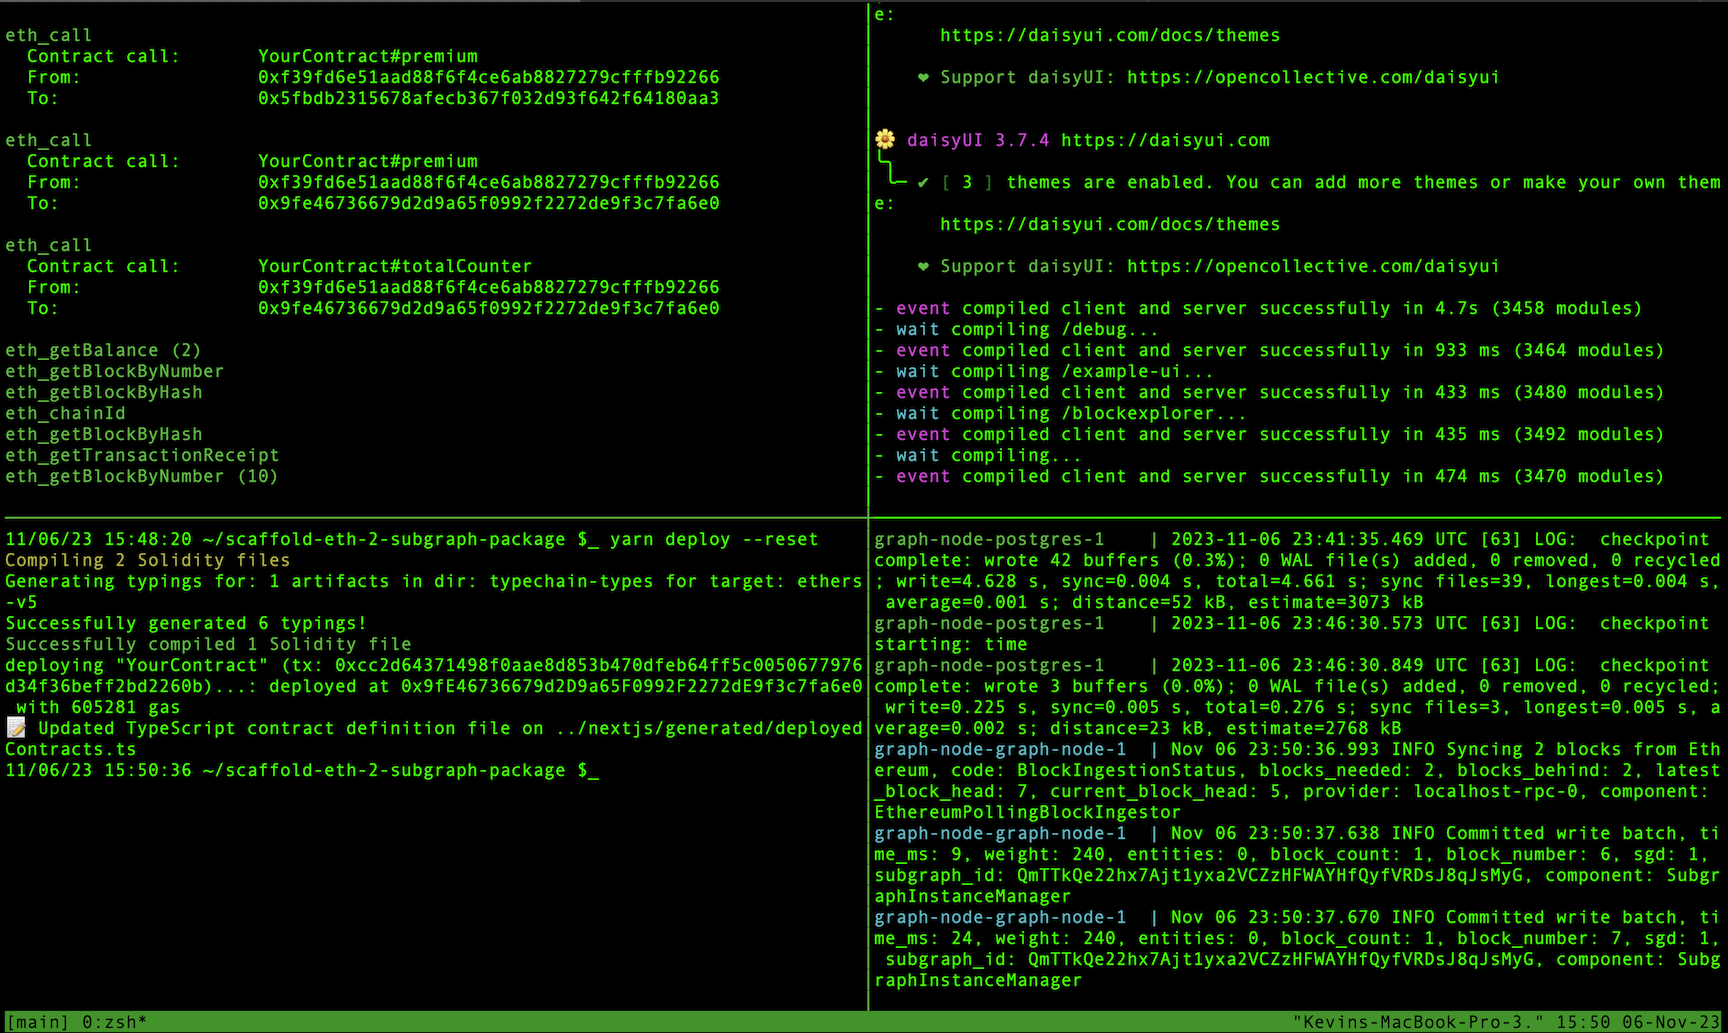 eth_call
  Contract call:       YourContract#premium
  From:                0xf39fd6e51aad88f6f4ce6ab8827279cfffb92266
  To:                  0x5fbdb2315678afecb367f032d93f642f64180aa3
eth_call
  Contract call:       YourContract#premium
  From:                0xf39fd6e51aad88f6f4ce6ab8827279cfffb92266
  To:                  0x9fe46736679d2d9a65f0992f2272de9f3c7fa6e0
eth_call
  Contract call:       YourContract#totalCounter
  From:                0xf39fd6e51aad88f6f4ce6ab8827279cfffb92266
  To:                  0x9fe46736679d2d9a65f0992f2272de9f3c7fa6e0
eth_getBalance (2)
eth_getBlockByNumber
eth_getBlockByHash
eth_chainId
eth_getBlockByHash
eth_getTransactionReceipt
eth_getBlockByNumber (10)
e:
https://daisyui.com/docs/themes
❤ Support daisyUI: https://opencollective.com/daisyui
🌼 daisyUI 3.7.4 https://daisyui.com
✔ [ 3 ] themes are enabled. You can add more themes or make your own them
e:
https://daisyui.com/docs/themes
❤ Support daisyUI: https://opencollective.com/daisyui
- event compiled client and server successfully in 4.7s (3458 modules)
- wait compiling /debug...
- event compiled client and server successfully in 933 ms (3464 modules)
- wait compiling /example-ui...
- event compiled client and server successfully in 433 ms (3480 modules)
- wait compiling /blockexplorer...
- event compiled client and server successfully in 435 ms (3492 modules)
- wait compiling...
- event compiled client and server successfully in 474 ms (3470 modules)
11/06/23 15:48:20 ~/scaffold-eth-2-subgraph-package $_ yarn deploy --reset
Compiling 2 Solidity files
Generating typings for: 1 artifacts in dir: typechain-types for target: ethers
-v5
Successfully generated 6 typings!
Successfully compiled 1 Solidity file
deploying "YourContract" (tx: 0xcc2d64371498f0aae8d853b470dfeb64ff5c0050677976
d34f36beff2bd2260b)...: deployed at 0x9fE46736679d2D9a65F0992F2272dE9f3c7fa6e0
with 605281 gas
📝 Updated TypeScript contract definition file on ../nextjs/generated/deployed
Contracts.ts
11/06/23 15:50:36 ~/scaffold-eth-2-subgraph-package $_
graph-node-postgres-1    | 2023-11-06 23:41:35.469 UTC [63] LOG:  checkpoint
complete: wrote 42 buffers (0.3%); 0 WAL file(s) added, 0 removed, 0 recycled
; write=4.628 s, sync=0.004 s, total=4.661 s; sync files=39, longest=0.004 s,
average=0.001 s; distance=52 kB, estimate=3073 kB
graph-node-postgres-1    | 2023-11-06 23:46:30.573 UTC [63] LOG:  checkpoint
starting: time
graph-node-postgres-1    | 2023-11-06 23:46:30.849 UTC [63] LOG:  checkpoint
complete: wrote 3 buffers (0.0%); 0 WAL file(s) added, 0 removed, 0 recycled;
write=0.225 s, sync=0.005 s, total=0.276 s; sync files=3, longest=0.005 s, a
verage=0.002 s; distance=23 kB, estimate=2768 kB
graph-node-graph-node-1  | Nov 06 23:50:36.993 INFO Syncing 2 blocks from Eth
ereum, code: BlockIngestionStatus, blocks_needed: 2, blocks_behind: 2, latest
_block_head: 7, current_block_head: 5, provider: localhost-rpc-0, component:
EthereumPollingBlockIngestor
graph-node-graph-node-1  | Nov 06 23:50:37.638 INFO Committed write batch, ti
me_ms: 9, weight: 240, entities: 0, block_count: 1, block_number: 6, sgd: 1,
subgraph_id: QmTTkQe22hx7Ajt1yxa2VCZzHFWAYHfQyfVRDsJ8qJsMyG, component: Subgr
aphInstanceManager
graph-node-graph-node-1  | Nov 06 23:50:37.670 INFO Committed write batch, ti
me_ms: 24, weight: 240, entities: 0, block_count: 1, block_number: 7, sgd: 1,
subgraph_id: QmTTkQe22hx7Ajt1yxa2VCZzHFWAYHfQyfVRDsJ8qJsMyG, component: Subg
raphInstanceManager
[main] 0:zsh*
"Kevins-MacBook-Pro-3." 15:50 06-Nov-23